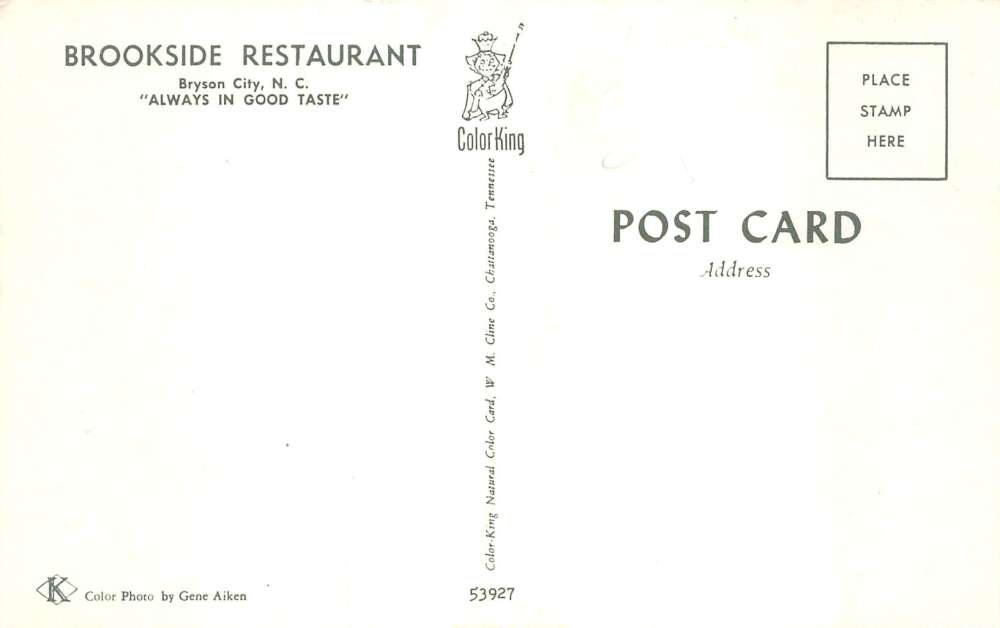 BROOKSIDE RESTAURANT
Bryson City, N. C.
"ALWAYS IN GOOD TASTE"
ColorKing
Color-King Natural Color Card, W M. Cline Co., Chattanooga, Tennessee
PLACE
STAMP
HERE
POST CARD
Address
K
Color Photo by Gene Aiken
53927